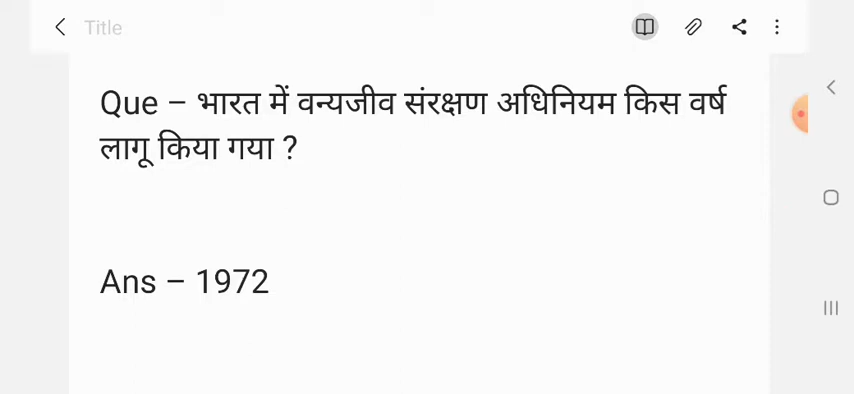 Title
Que – भारत में वन्यजीव संरक्षण अधिनियम किस वर्ष
लागू किया गया ?
Ans – 1972